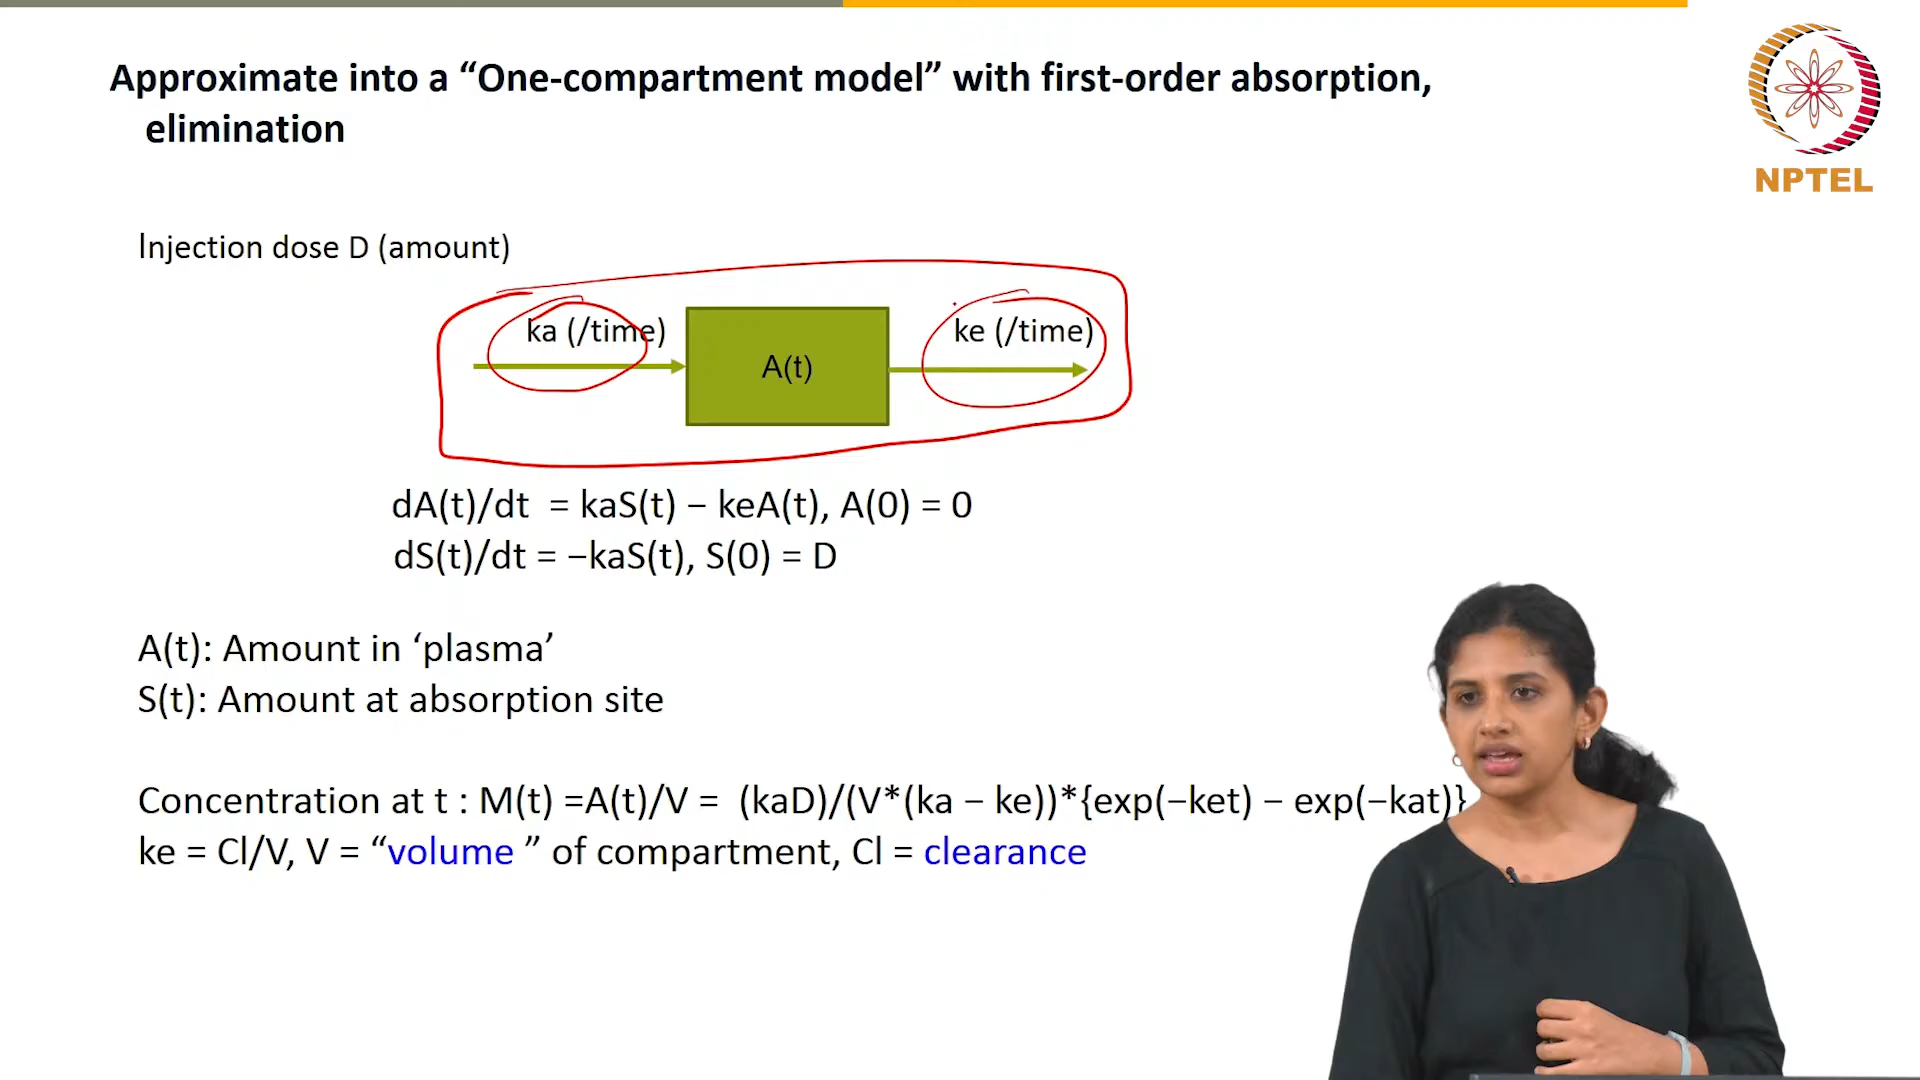 Approximate into a “One-compartment model” with first-order absorption,
elimination
NPTEL
Injection dose D (amount)
ka (/time)
A(t)
ke (/time)
dA(t)/dt = kaS(t) − keA(t), A(0) = 0
dS(t)/dt = −kaS(t), S(0) = D
A(t): Amount in ‘plasma’
S(t): Amount at absorption site
Concentration at t : M(t) =A(t)/V = (kaD)/(V*(ka − ke))*{exp(−ket) − exp(−kat)}
ke = Cl/V, V = “volume ” of compartment, Cl = clearance